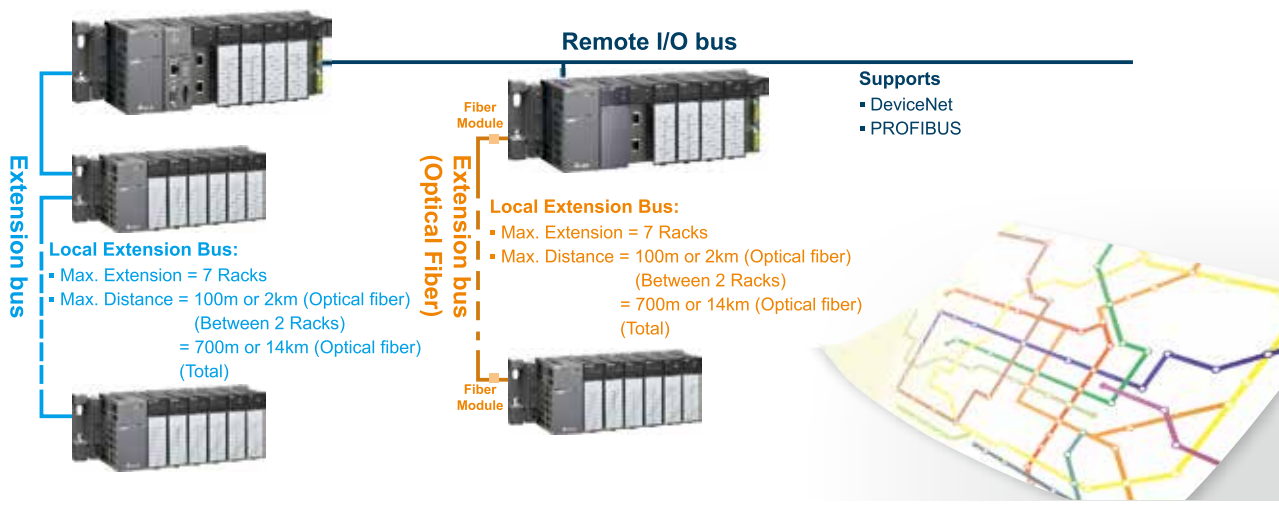 Remote I/O bus
Supports
▪ DeviceNet
▪ PROFIBUS
Extension bus
Local Extension Bus:
▪ Max. Extension = 7 Racks
▪ Max. Distance = 100m or 2km (Optical fiber)
(Between 2 Racks)
= 700m or 14km (Optical fiber)
(Total)
Fiber
Module
Extension bus
(Optical Fiber)
Local Extension Bus:
▪ Max. Extension = 7 Racks
▪ Max. Distance = 100m or 2km (Optical fiber)
(Between 2 Racks)
= 700m or 14km (Optical fiber)
(Total)
Fiber
Module